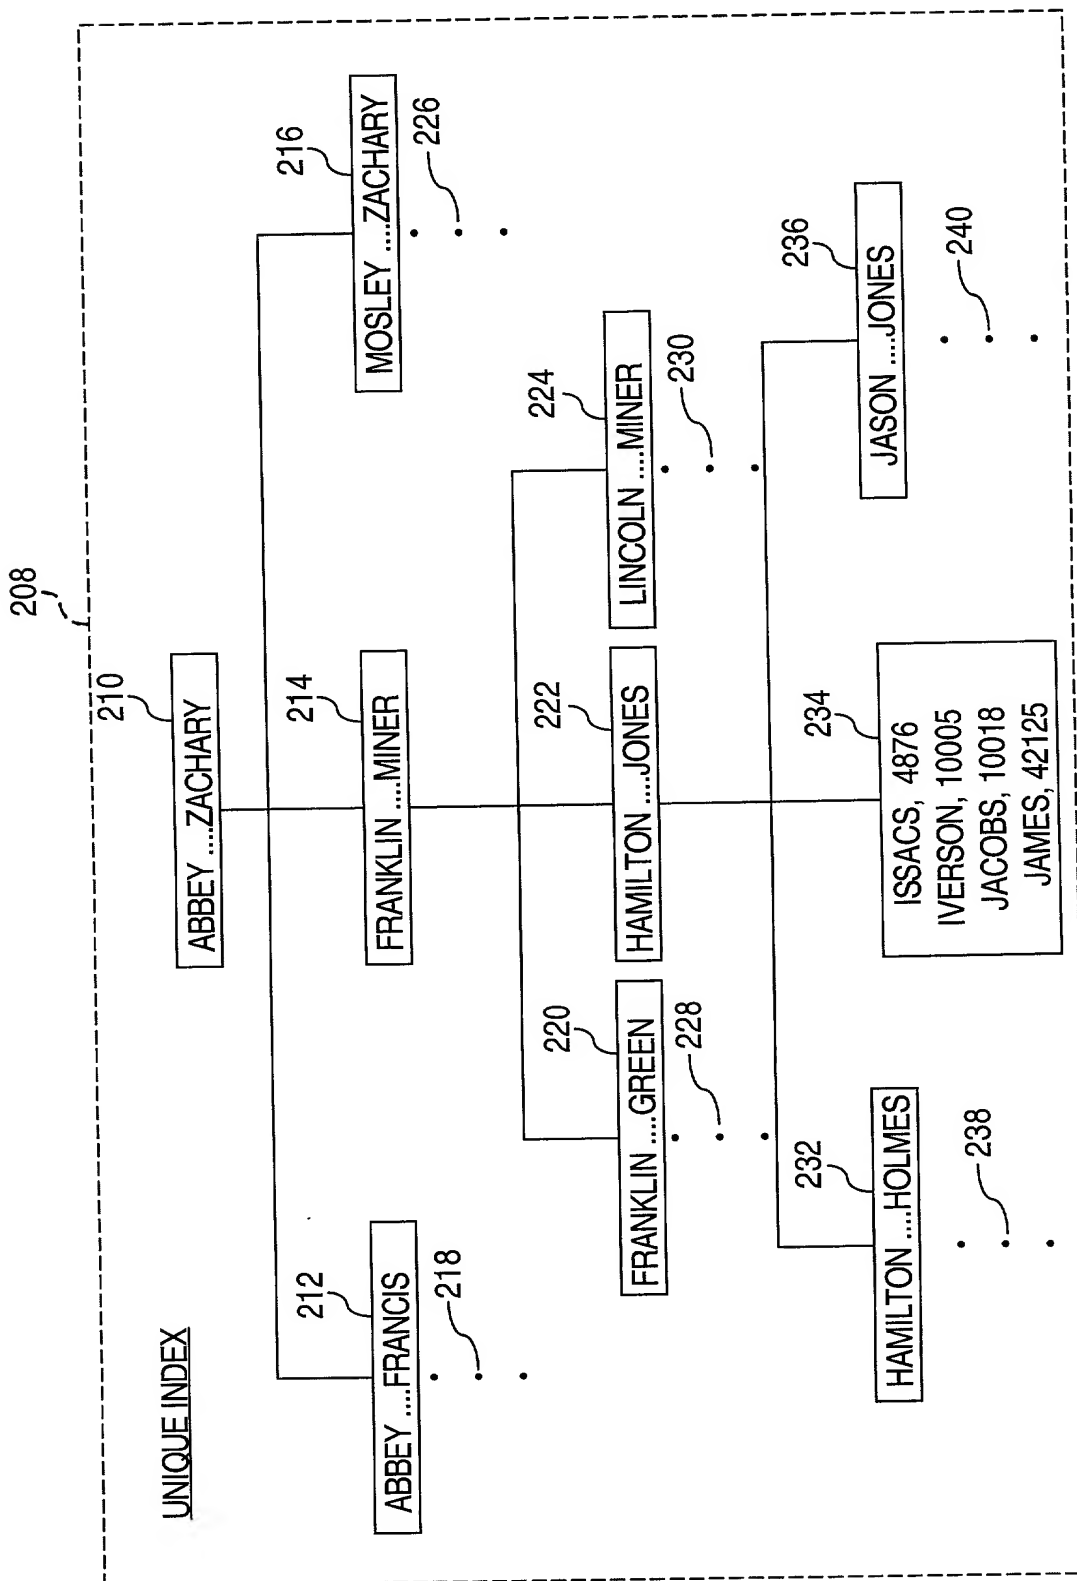 208
UNIQUE INDEX
210
ABBEY ....ZACHARY
212
ABBEY ....FRANCIS
218
214
FRANKLIN ....MINER
216
MOSLEY ....ZACHARY
226
220
FRANKLIN ....GREEN
228
222
HAMILTON ....JONES
224
LINCOLN ....MINER
230
232
HAMILTON ....HOLMES
238
234
ISSACS, 4876
IVERSON, 10005
JACOBS, 10018
JAMES, 42125
236
JASON ....JONES
240